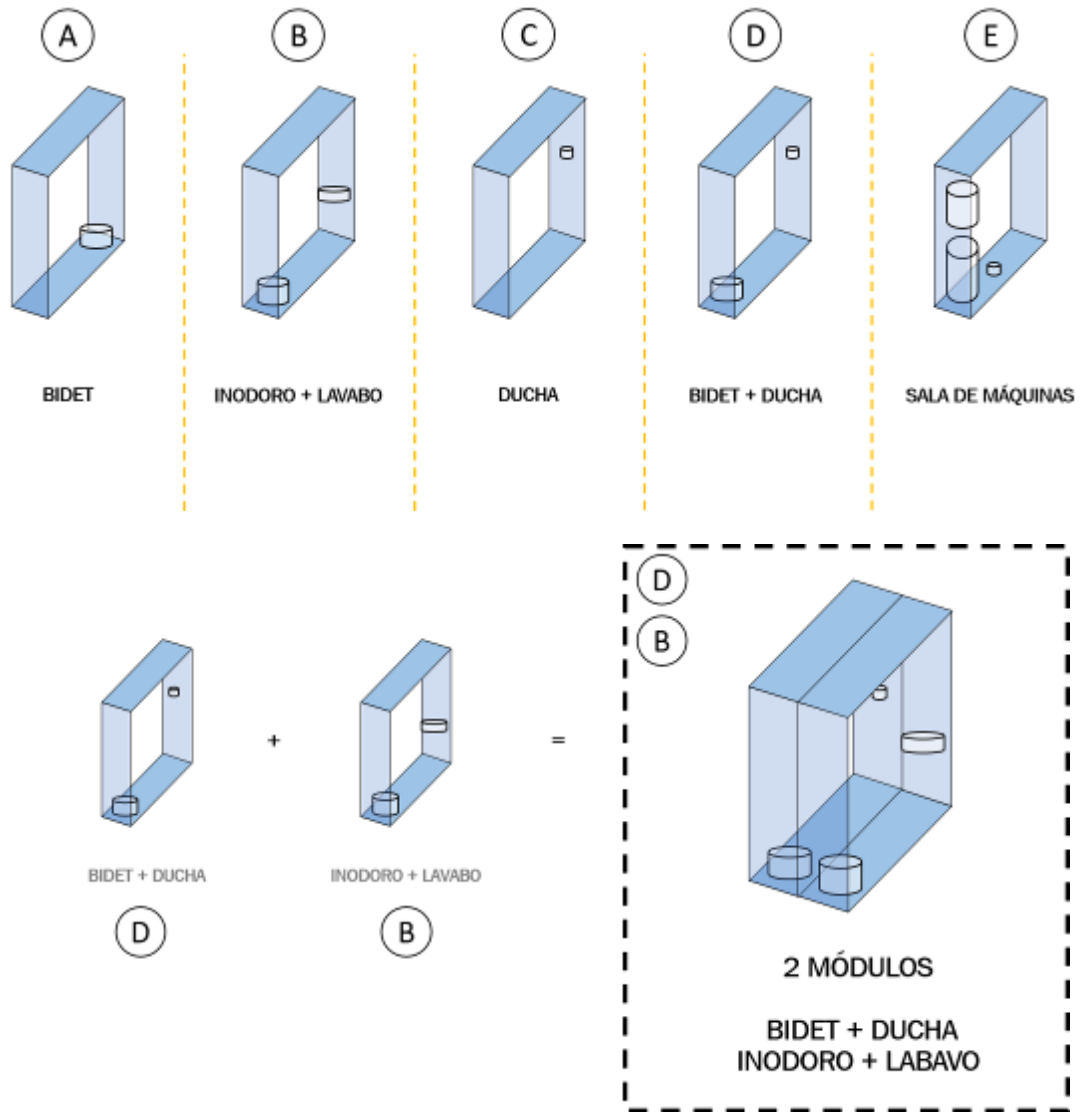 A
B
C
D
E
BIDET
INODORO + LAVABO
DUCHA
BIDET + DUCHA
SALA DE MÁQUINAS
D
B
+
=
BIDET + DUCHA
INODORO + LAVABO
D
B
2 MÓDULOS
BIDET + DUCHA
INODORO + LABAVO